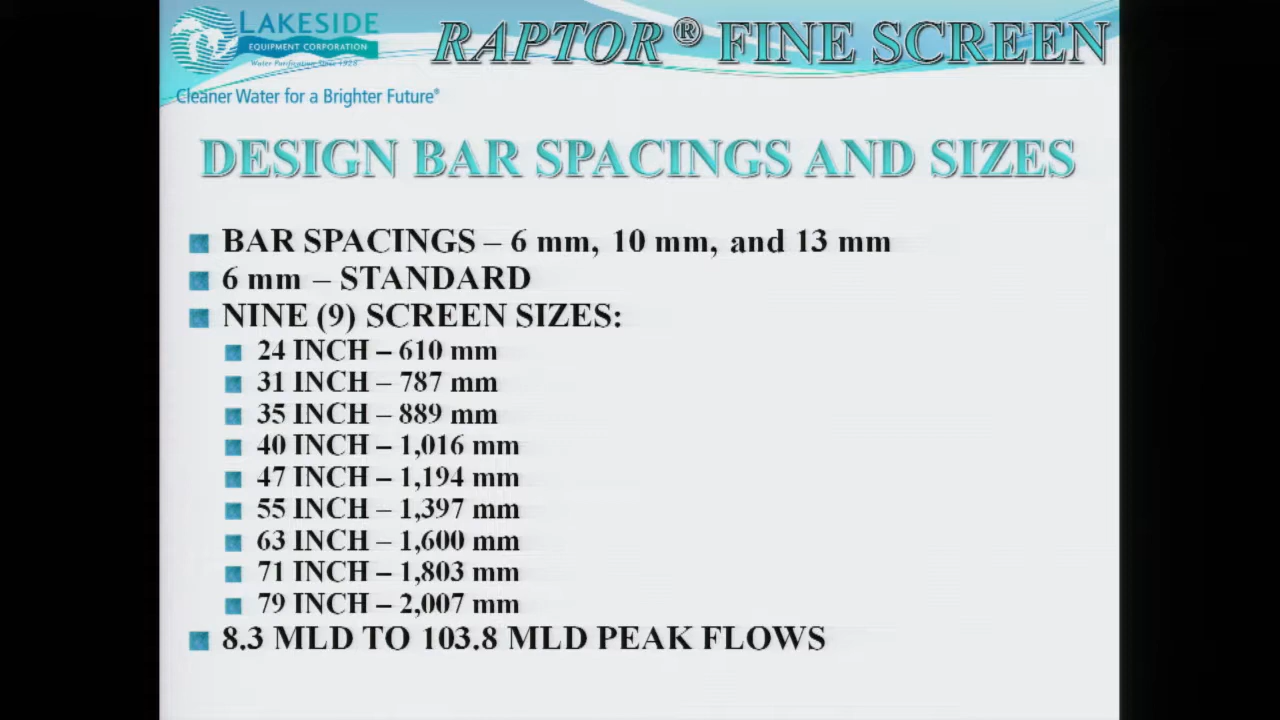 LAKESIDE
EQUIPMENT CORPORATION
Water Purification Since 1928
Cleaner Water for a Brighter Future®
RAPTOR® FINE SCREEN
DESIGN BAR SPACINGS AND SIZES
BAR SPACINGS – 6 mm, 10 mm, and 13 mm
6 mm – STANDARD
NINE (9) SCREEN SIZES:
24 INCH – 610 mm
31 INCH – 787 mm
35 INCH – 889 mm
40 INCH – 1,016 mm
47 INCH – 1,194 mm
55 INCH – 1,397 mm
63 INCH – 1,600 mm
71 INCH – 1,803 mm
79 INCH – 2,007 mm
8.3 MLD TO 103.8 MLD PEAK FLOWS